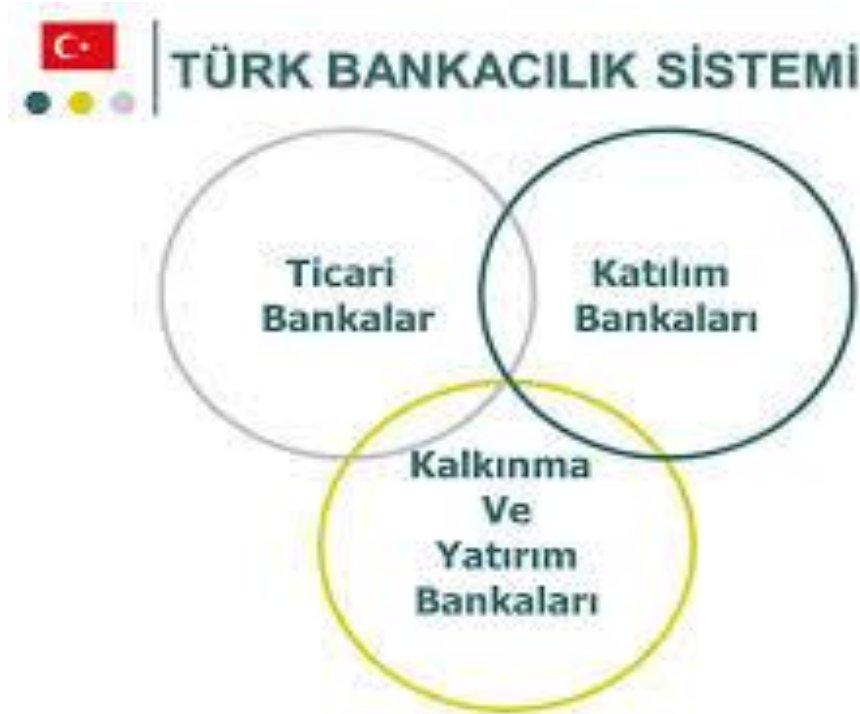 TÜRK BANKACILIK SİSTEMİ
Ticari
Bankalar
Katılım
Bankaları
Kalkınma
Ve
Yatırım
Bankaları